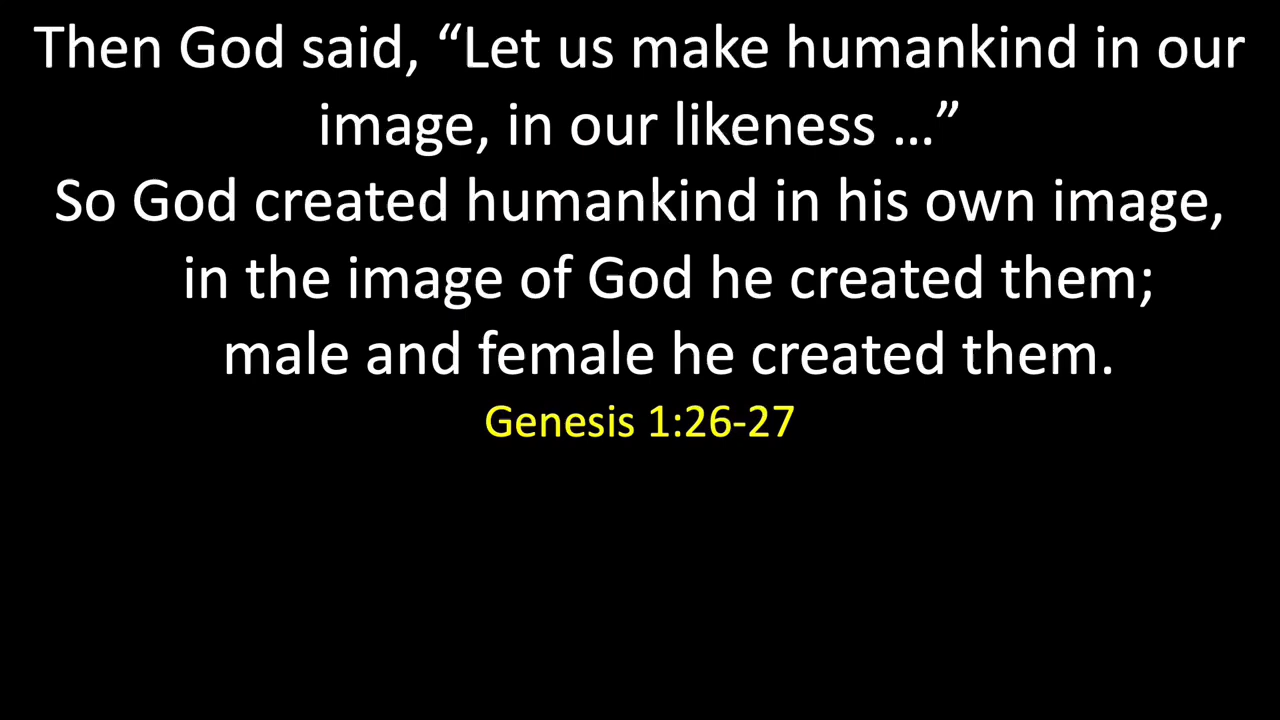 Then God said, “Let us make humankind in our
image, in our likeness …”
So God created humankind in his own image,
in the image of God he created them;
male and female he created them.
Genesis 1:26-27